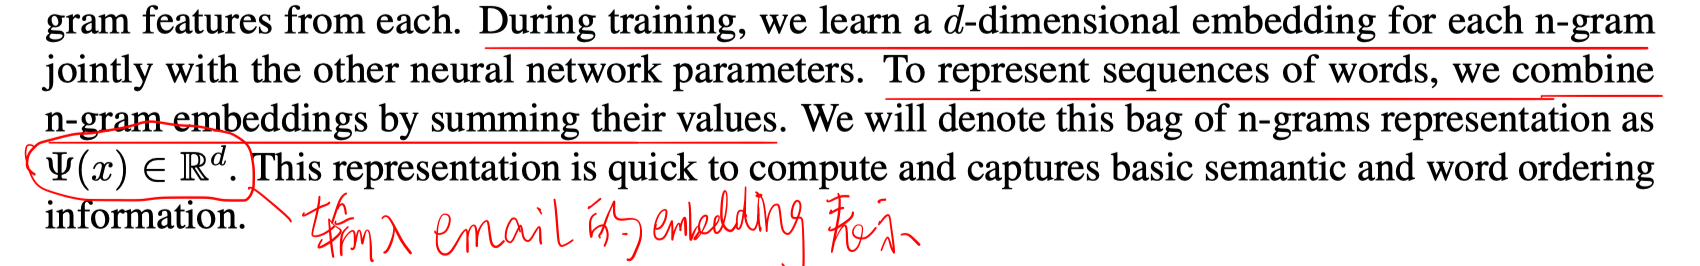 gram features from each. During training, we learn a d-dimensional embedding for each n-gram
jointly with the other neural network parameters. To represent sequences of words, we combine
n-gram embeddings by summing their values. We will denote this bag of n-grams representation as
Ψ(x) ∈ ℝᵈ. This representation is quick to compute and captures basic semantic and word ordering
information.
输入 email 的 embedding 表示